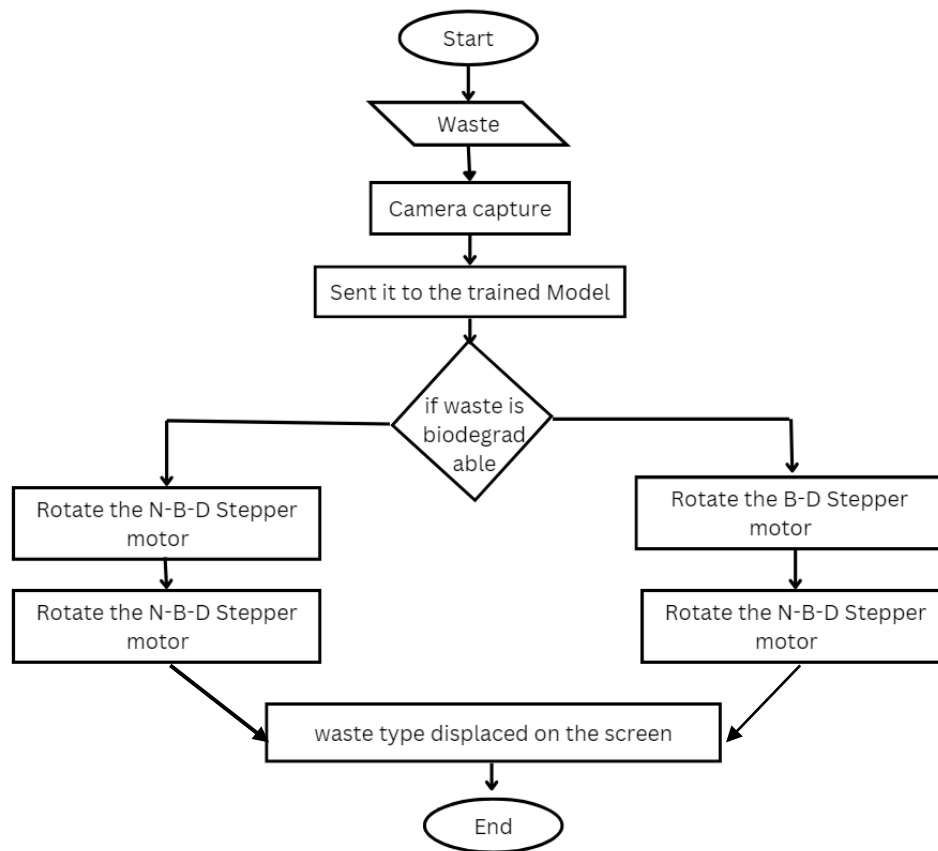 Start
Waste
Camera capture
Sent it to the trained Model
if waste is
biodegrad
able
Rotate the N-B-D Stepper
motor
Rotate the B-D Stepper
motor
Rotate the N-B-D Stepper
motor
Rotate the N-B-D Stepper
motor
waste type displaced on the screen
End